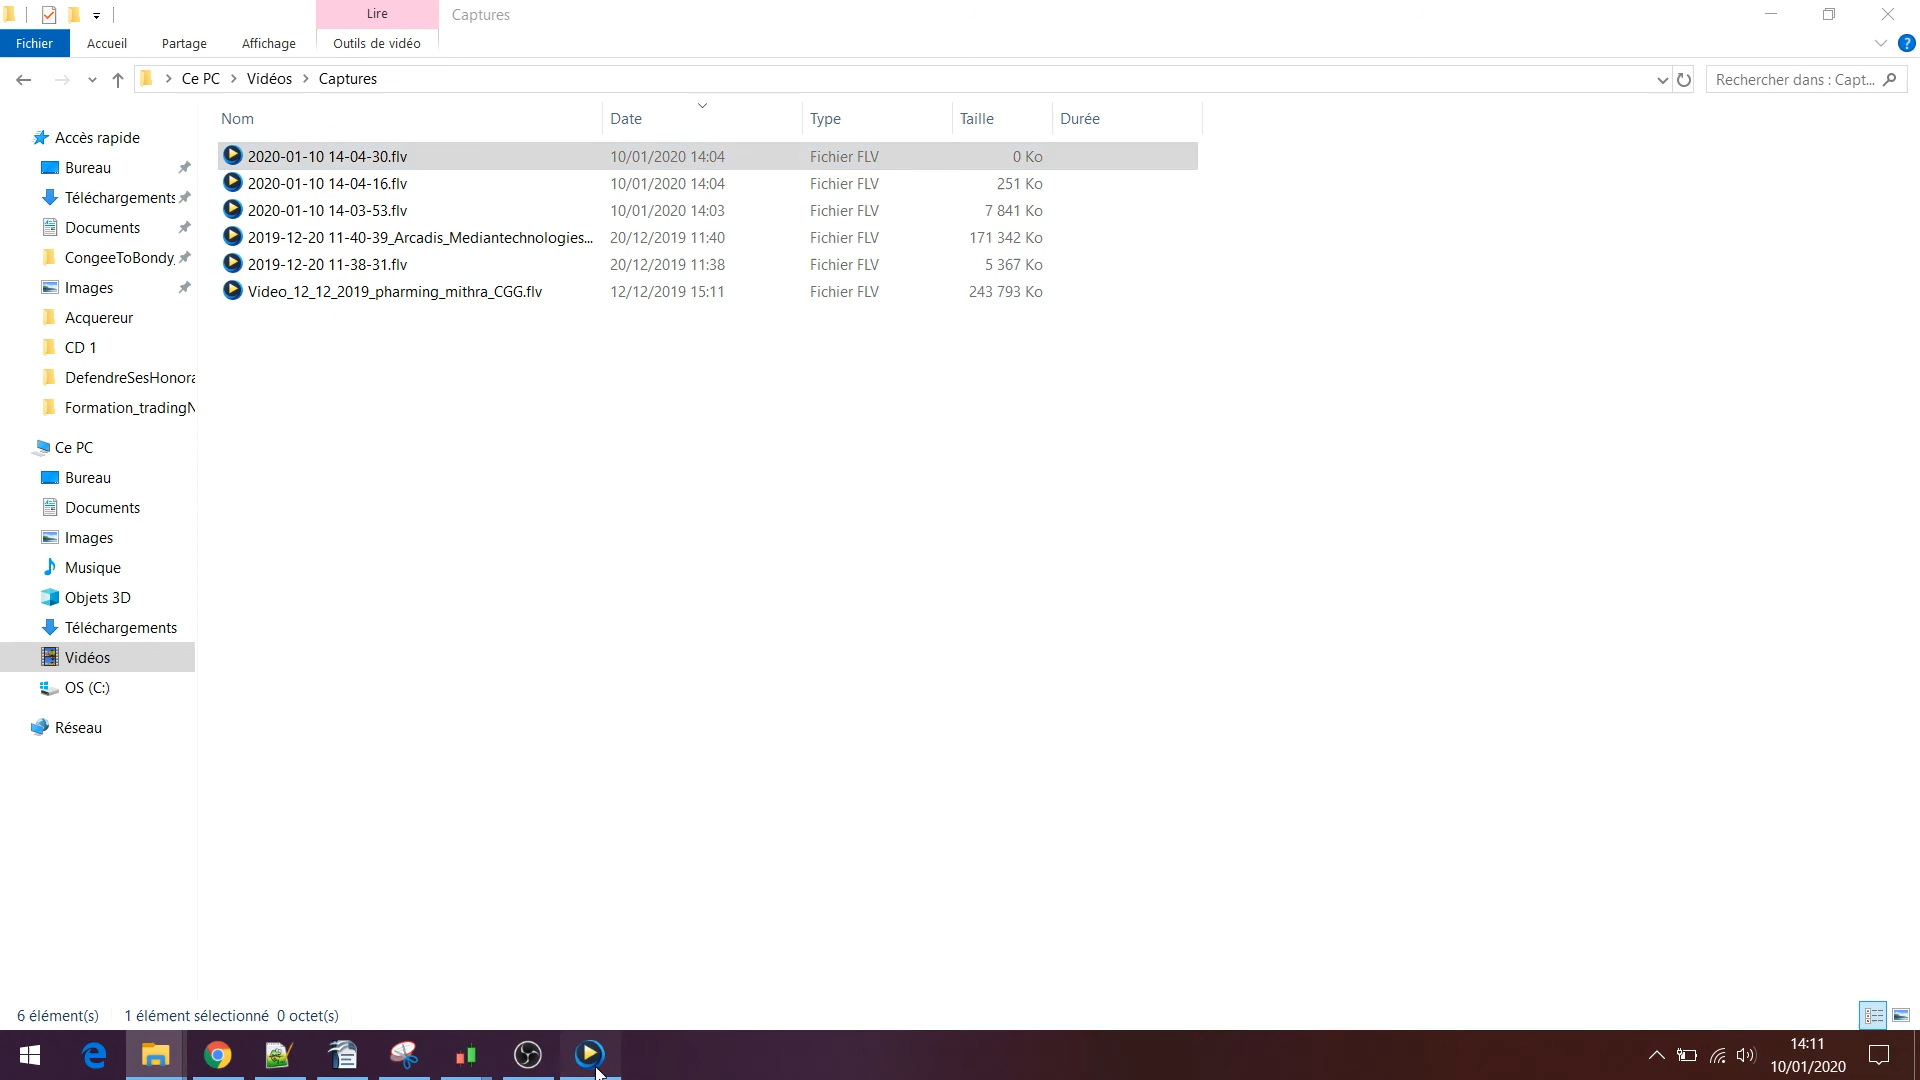 Lire
Captures
Fichier
Accueil
Partage
Affichage
Outils de vidéo
?
Ce PC
Vidéos
Captures
Rechercher dans : Capt...
Nom
Date
Type
Taille
Durée
2020-01-10 14-04-30.flv 10/01/2020 14:04 Fichier FLV 0 Ko
2020-01-10 14-04-16.flv 10/01/2020 14:04 Fichier FLV 251 Ko
2020-01-10 14-03-53.flv 10/01/2020 14:03 Fichier FLV 7 841 Ko
2019-12-20 11-40-39_Arcadis_Mediantechnologies... 20/12/2019 11:40 Fichier FLV 171 342 Ko
2019-12-20 11-38-31.flv 20/12/2019 11:38 Fichier FLV 5 367 Ko
Video_12_12_2019_pharming_mithra_CGG.flv 12/12/2019 15:11 Fichier FLV 243 793 Ko
Accès rapide
Bureau
Téléchargements
Documents
CongeeToBondy
Images
Acquereur
CD 1
DefendreSesHonora
Formation_tradingN
Ce PC
Bureau
Documents
Images
Musique
Objets 3D
Téléchargements
Vidéos
OS (C:)
Réseau
6 élément(s)
1 élément sélectionné 0 octet(s)
14:11
10/01/2020